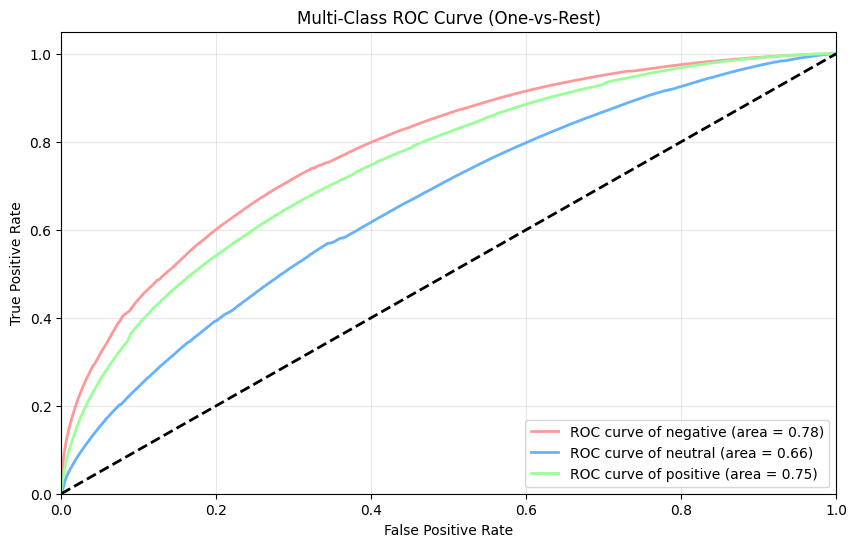 Multi-Class ROC Curve (One-vs-Rest)
1.0
0.8
0.6
0.4
0.2
0.0
True Positive Rate
ROC curve of negative (area = 0.78)
ROC curve of neutral (area = 0.66)
ROC curve of positive (area = 0.75)
0.0 0.2 0.4 0.6 0.8 1.0
False Positive Rate